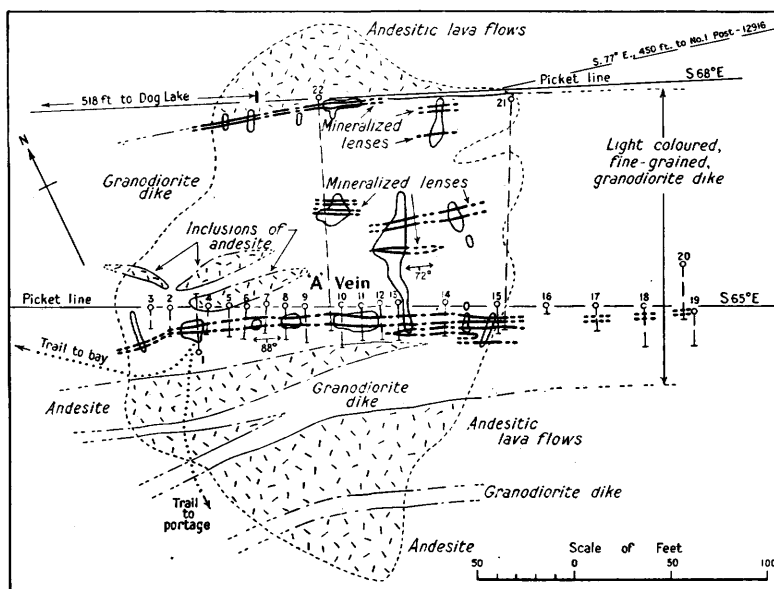 Andesitic lava flows
S. 77° E., 450 ft. to No. 1 Post - 12916
Picket line
S 68°E
518 ft to Dog Lake
22
21
N
Mineralized
lenses
Light coloured,
fine-grained,
granodiorite dike
Granodiorite
dike
Mineralized lenses
Inclusions of
andesite
20
'A' Vein
72°
Picket line
3 2 4 5 6 7 8 9 10 11 12 13 14 15 16 17 18 19
S 65°E
1
88°
Trail to bay
Granodiorite
dike
Andesite
Andesitic
lava flows
Granodiorite dike
Trail
to
portage
Andesite
Scale of Feet
50 0 50 100